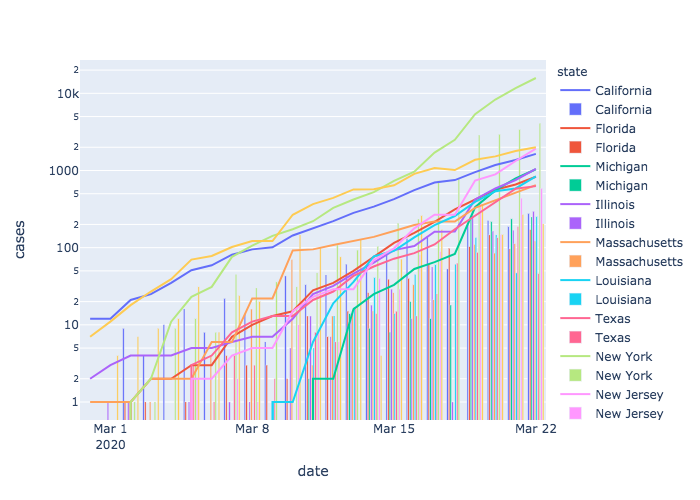 2
10k
5
2
1000
5
2
100
5
2
10
5
2
1
cases
Mar 1
2020
Mar 8
Mar 15
Mar 22
date
state
California
California
Florida
Florida
Michigan
Michigan
Illinois
Illinois
Massachusetts
Massachusetts
Louisiana
Louisiana
Texas
Texas
New York
New York
New Jersey
New Jersey